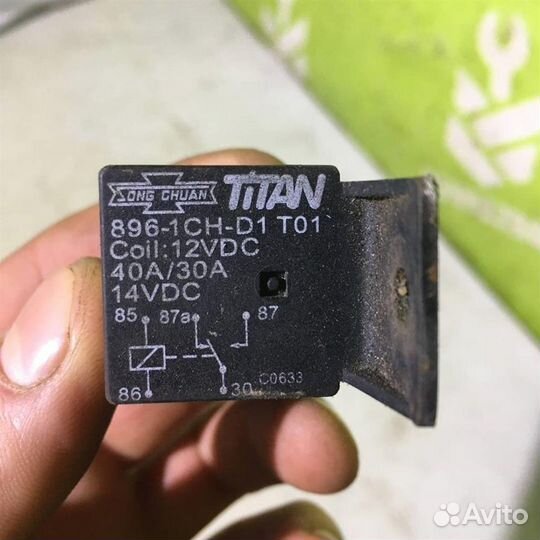 SONG CHUAN TITAN
896-1CH-D1 T01
Coil:12VDC
40A/30A
14VDC
85 87a 87
86 30 C0633
Avito